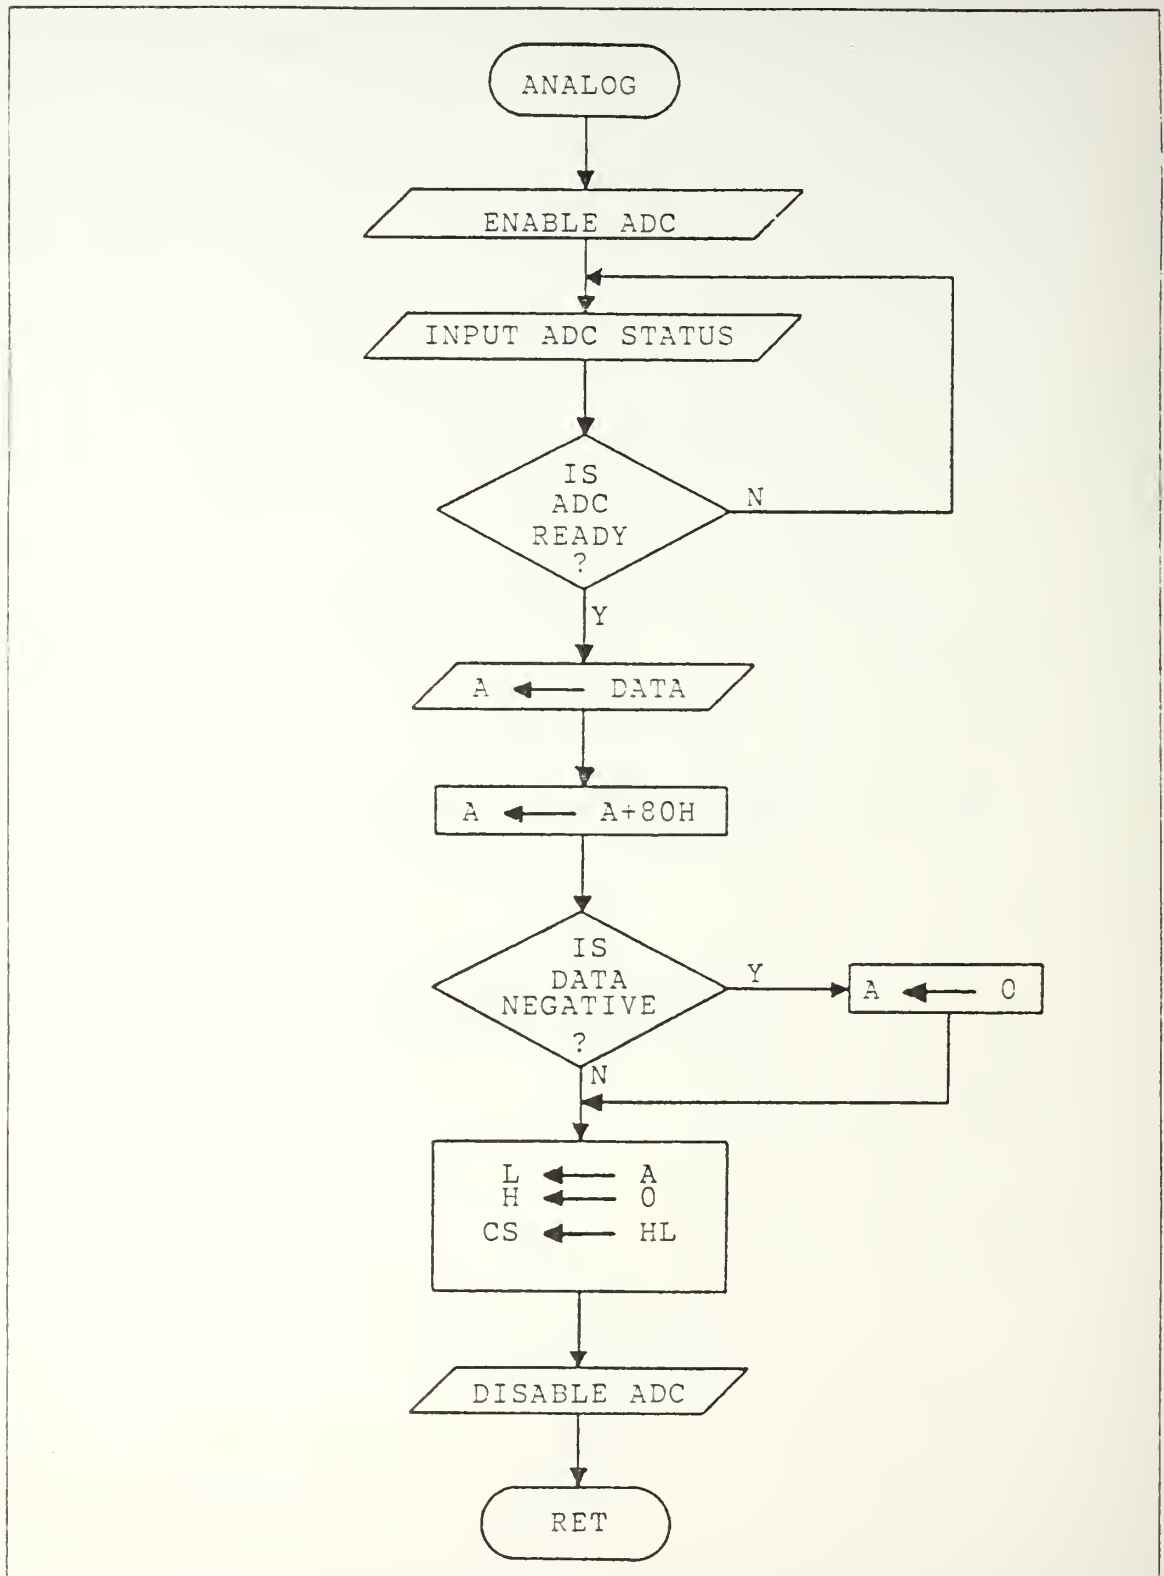 ANALOG
ENABLE ADC
INPUT ADC STATUS
IS
ADC
READY
?
N
Y
A ← DATA
A ← A+80H
IS
DATA
NEGATIVE
?
Y
A ← 0
N
L ← A
H ← 0
CS ← HL
DISABLE ADC
RET